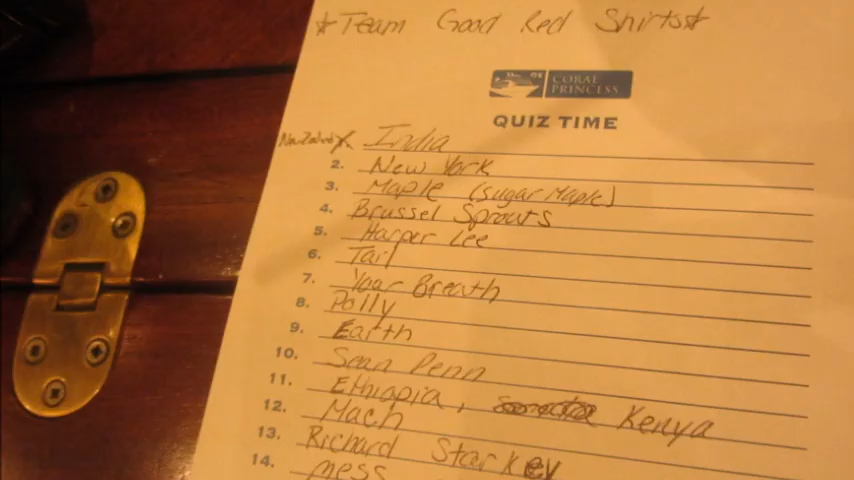 *Team Good Red Shirts*
CORAL
PRINCESS
QUIZ TIME
India
2. New York
3. Maple (sugar Maple)
4. Brussel Sprouts
5. Harper Lee
6. Tail
7. Your Breath
8. Polly
9. Earth
10. Sean Penn
11. Ethiopia, Kenya
12. Mach
13. Richard Starkey
14. mess